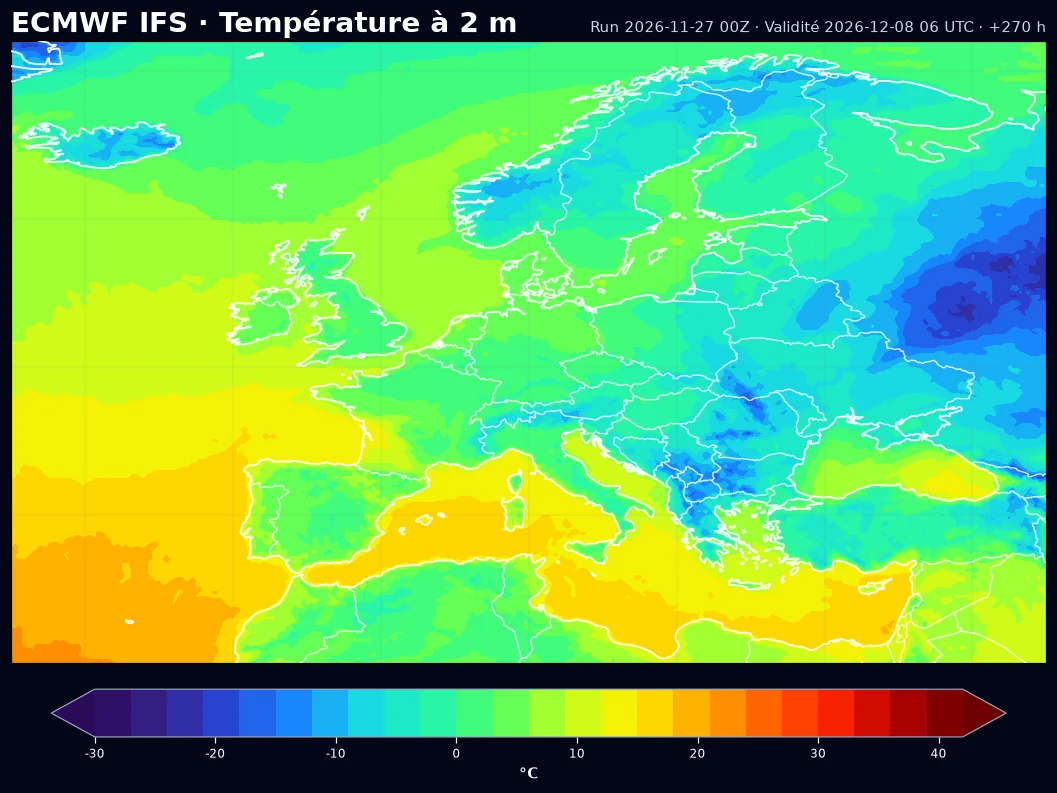 ECMWF IFS · Température à 2 m
Run 2026-11-27 00Z · Validité 2026-12-08 06 UTC · +270 h
-30 -20 -10 0 10 20 30 40
°C